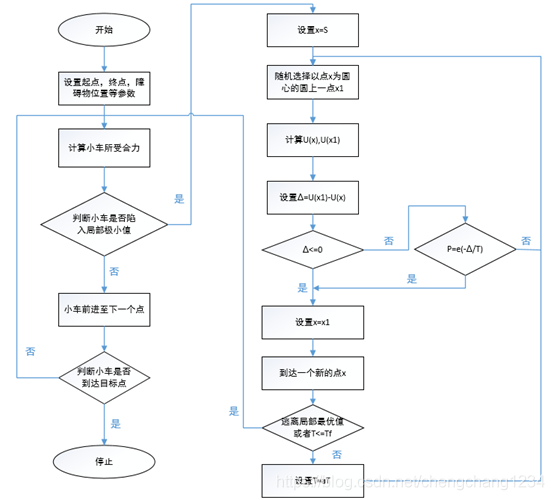 开始
设置起点，终点，障
碍物位置等参数
计算小车所受合力
判断小车是否陷
入局部极小值
是
否
小车前进至下一个点
否
判断小车是否
到达目标点
是
停止
设置x=S
随机选择以点x为圆
心的圆上一点x1
计算U(x),U(x1)
设置Δ=U(x1)-U(x)
Δ<=0
否
P=e(-Δ/T)
否
是
是
设置x=x1
到达一个新的点x
逃离局部最优值
或者T<=Tf
是
否
设置T=aT